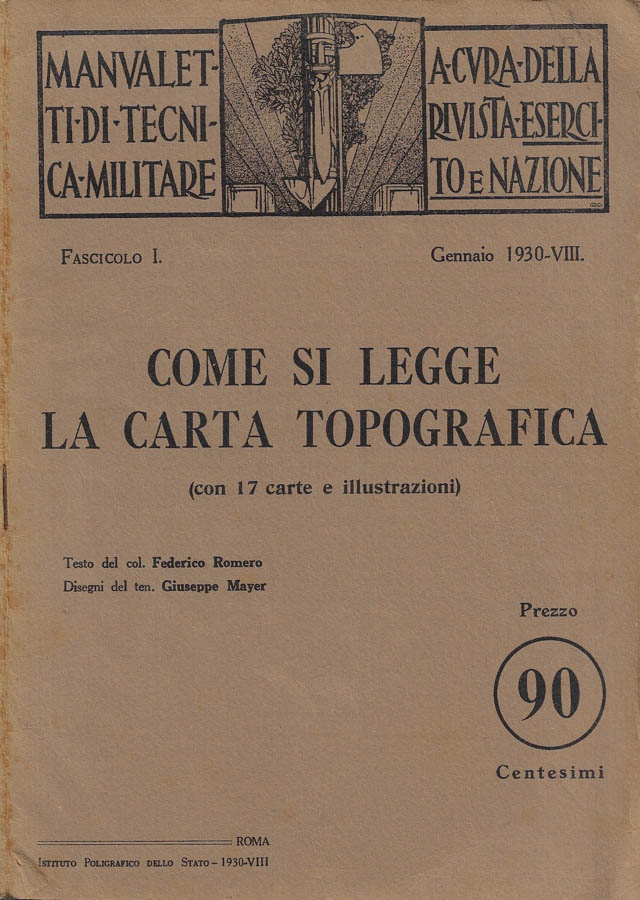 MANVALET-
TI·DI·TECNI-
CA·MILITARE
A·CVRA·DELLA
RIVISTA·ESERCI-
TO E NAZIONE
FASCICOLO I.
Gennaio 1930-VIII.
COME SI LEGGE
LA CARTA TOPOGRAFICA
(con 17 carte e illustrazioni)
Testo del col. Federico Romero
Disegni del ten. Giuseppe Mayer
Prezzo
90
Centesimi
ROMA
ISTITUTO POLIGRAFICO DELLO STATO - 1930-VIII